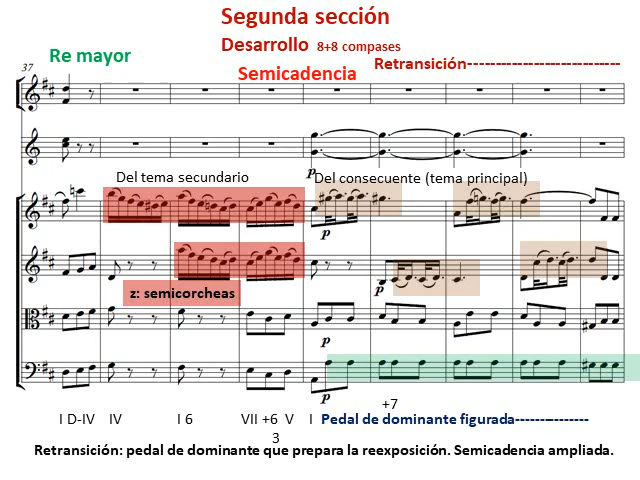 Segunda sección
Desarrollo 8+8 compases
Re mayor
Retransición----------------------------
Semicadencia
37
Del tema secundario
Del consecuente (tema principal)
p
p
z: semicorcheas
p
p
p
+7
I D-IV IV I 6 VII +6 V I Pedal de dominante figurada---------------
3
Retransición: pedal de dominante que prepara la reexposición. Semicadencia ampliada.